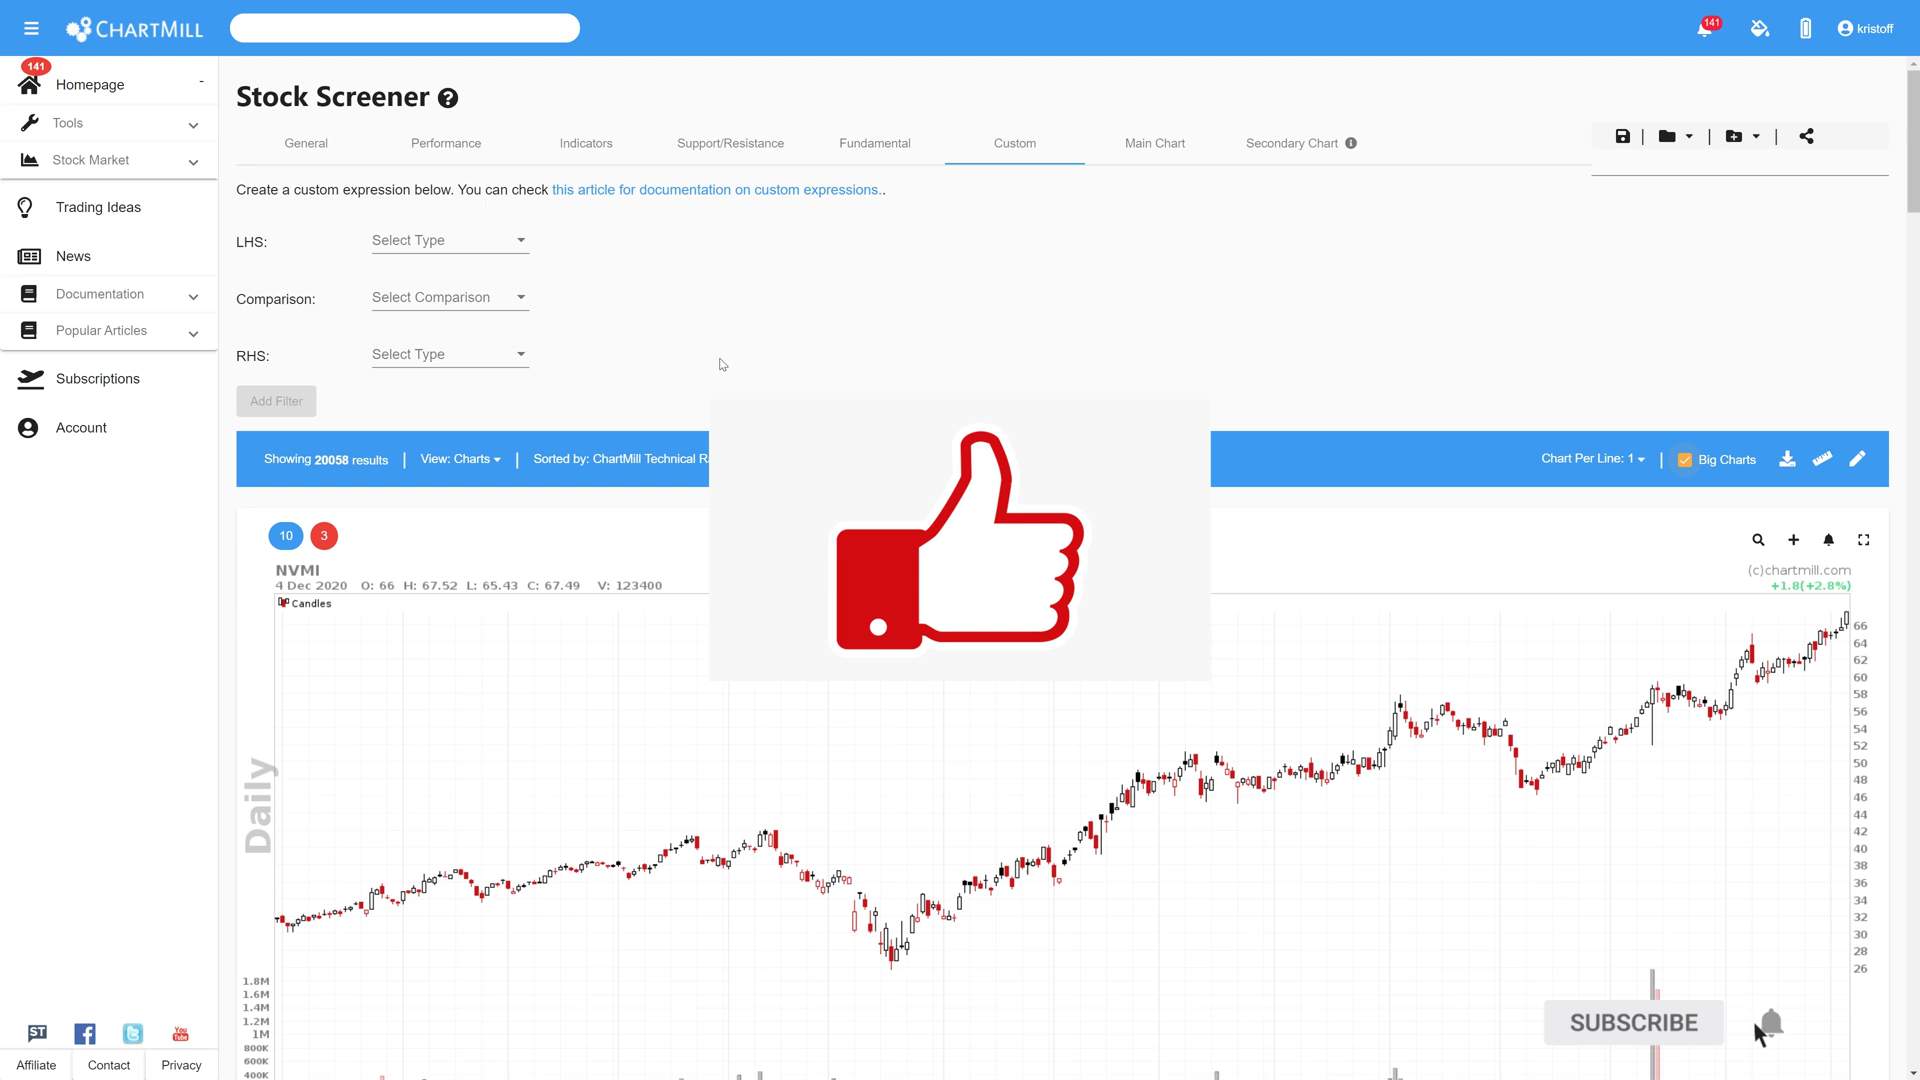 CHARTMILL
141
kristoff
141
Homepage
Tools
Stock Market
Trading Ideas
News
Documentation
Popular Articles
Subscriptions
Account
Stock Screener
General Performance Indicators Support/Resistance Fundamental Custom Main Chart Secondary Chart
Create a custom expression below. You can check this article for documentation on custom expressions..
LHS: Select Type
Comparison: Select Comparison
RHS: Select Type
Add Filter
Showing 20058 results | View: Charts | Sorted by: ChartMill Technical R
Chart Per Line: 1 | Big Charts
10 3
NVMI
(c)chartmill.com
4 Dec 2020 O: 66 H: 67.52 L: 65.43 C: 67.49 V: 123400
+1.8(+2.8%)
Candles
Daily
66
64
62
60
58
56
54
52
50
48
46
44
42
40
38
36
34
32
30
28
26
1.8M
1.6M
1.4M
1.2M
1M
800K
600K
400K
SUBSCRIBE
ST
You Tube
Affiliate Contact Privacy